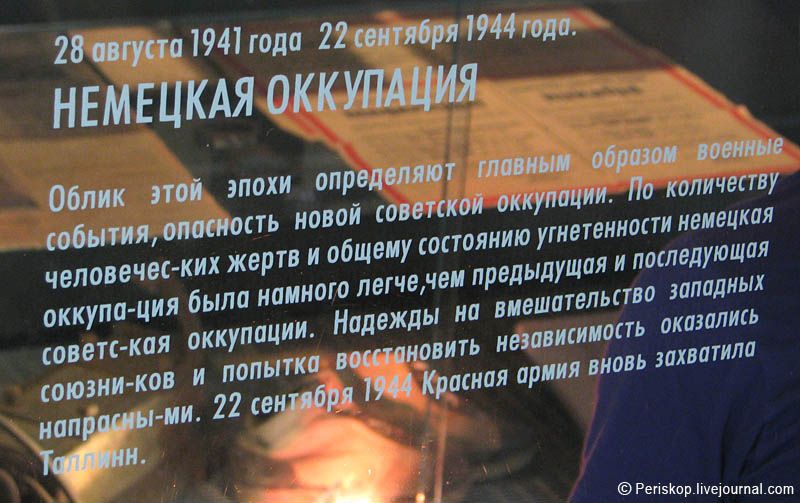 28 августа 1941 года 22 сентября 1944 года.
НЕМЕЦКАЯ ОККУПАЦИЯ
Облик этой эпохи определяют главным образом военные
события, опасность новой советской оккупации. По количеству
человечес-ких жертв и общему состоянию угнетенности немецкая
оккупа-ция была намного легче,чем предыдущая и последующая
советс-кая оккупации. Надежды на вмешательство западных
союзни-ков и попытка восстановить независимость оказались
напрасны-ми. 22 сентября 1944 Красная армия вновь захватила
Таллинн.
© Periskop.livejournal.com